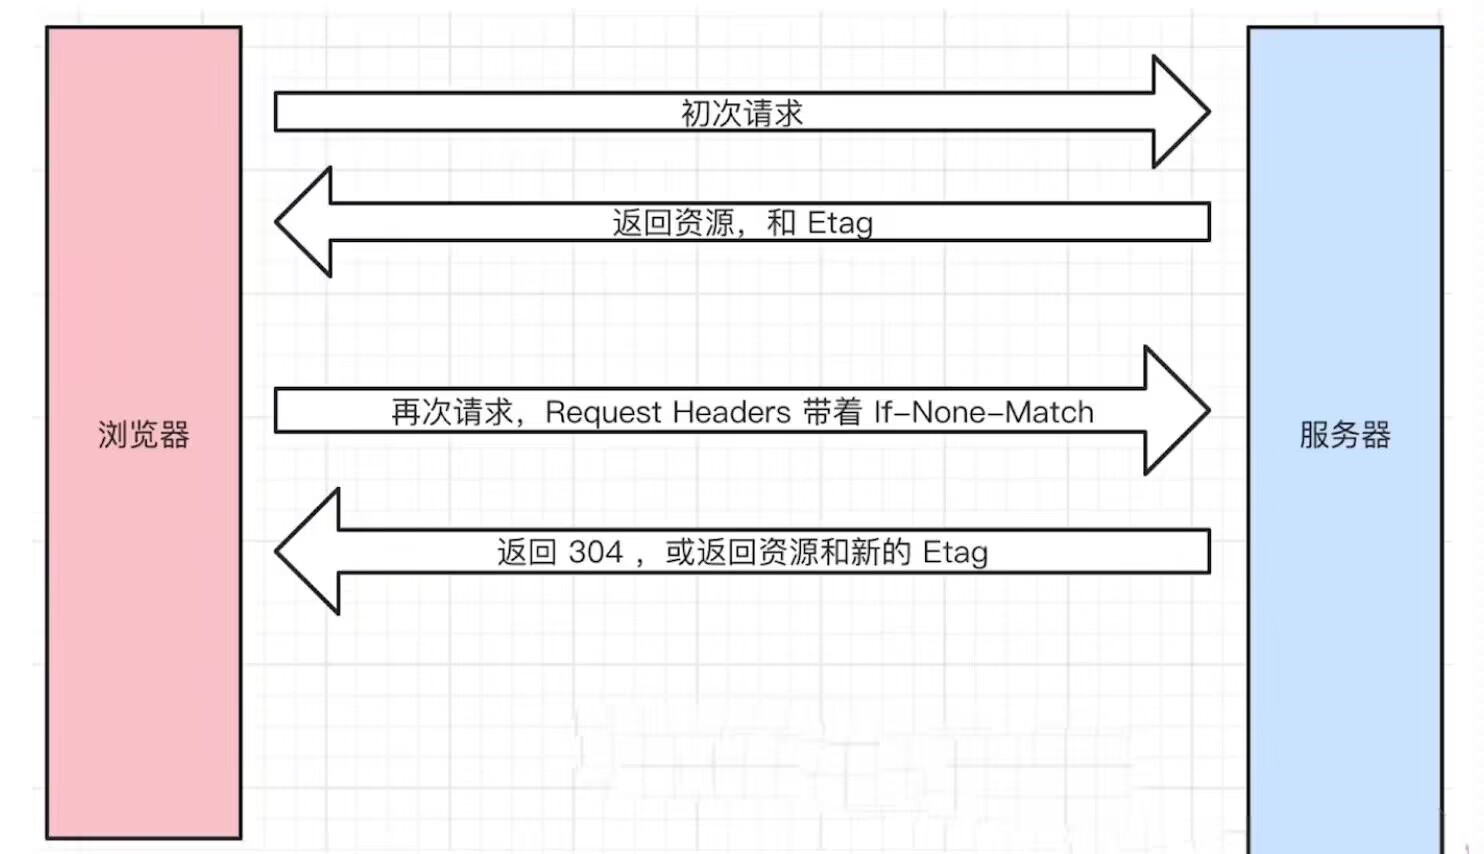 初次请求
返回资源，和 Etag
再次请求，Request Headers 带着 If-None-Match
浏览器
服务器
返回 304 ，或返回资源和新的 Etag